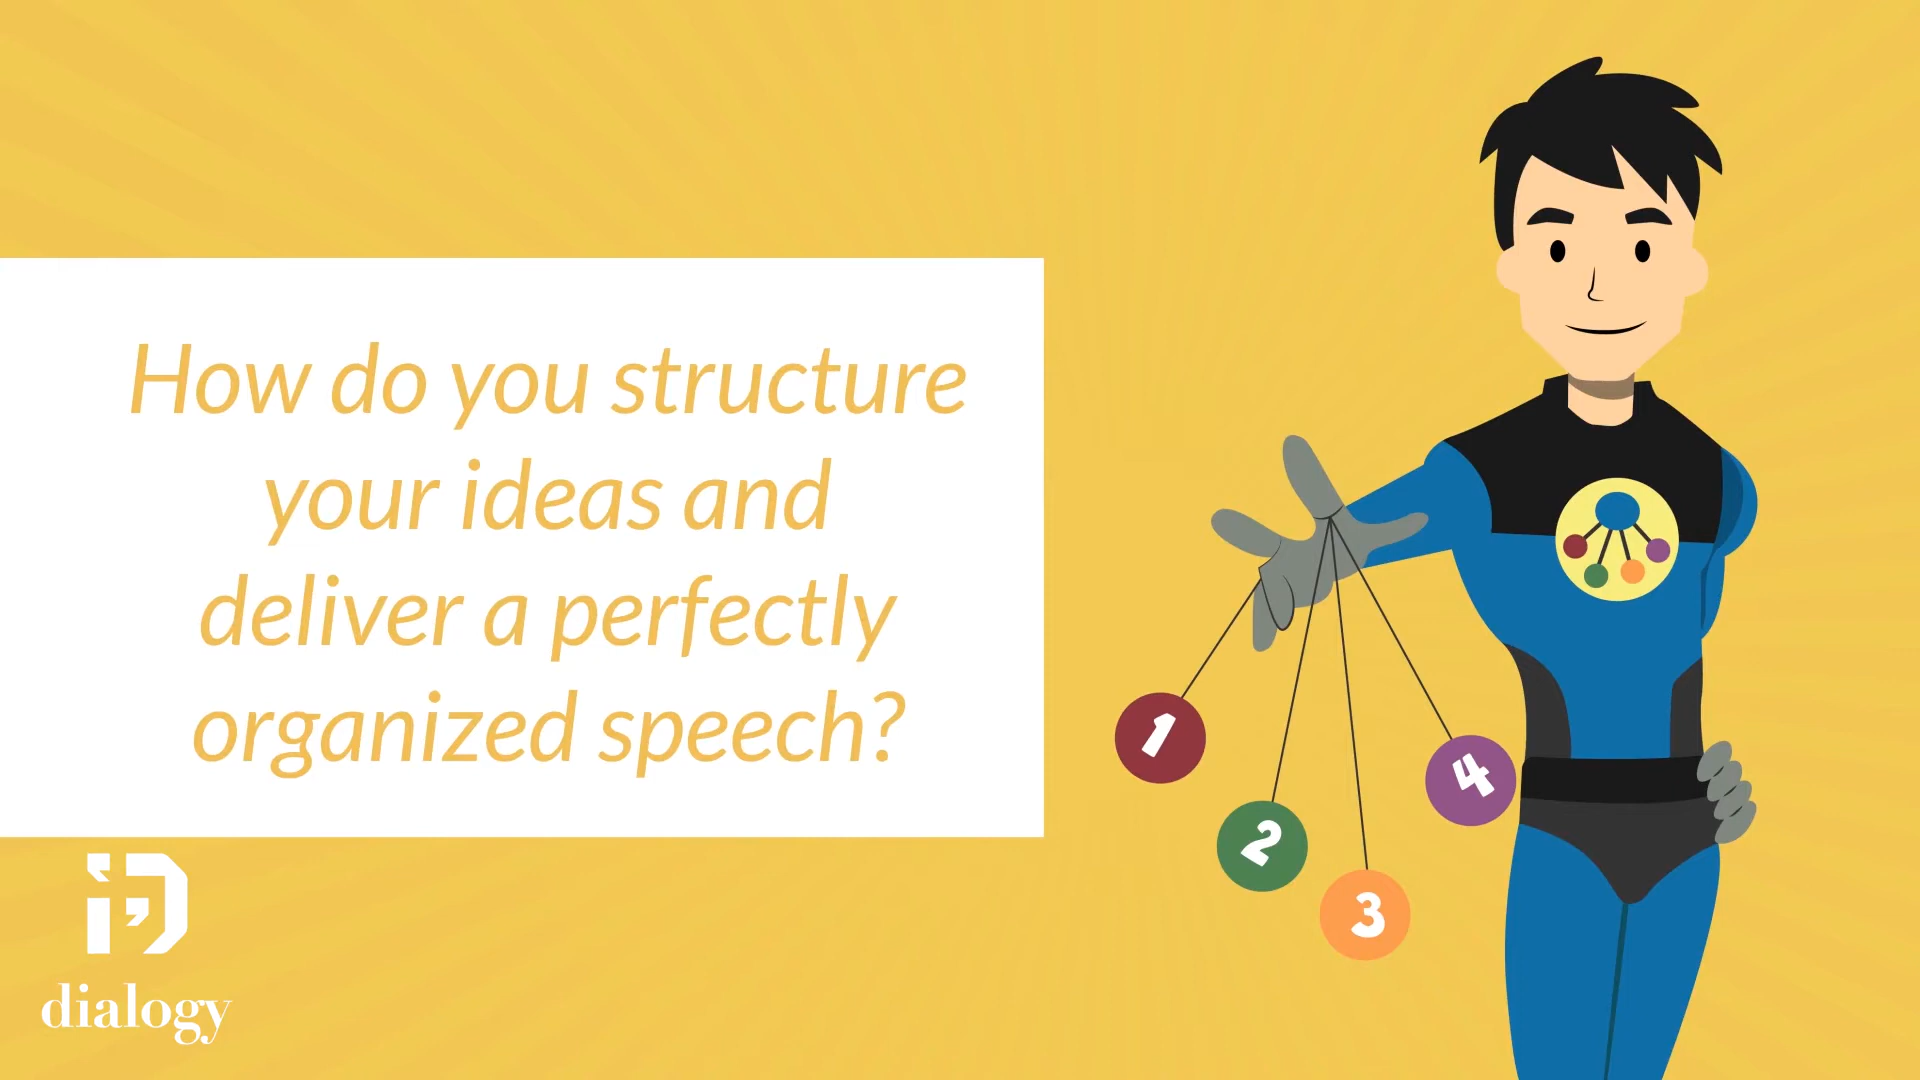 How do you structure
your ideas and
deliver a perfectly
organized speech?
1
2
3
4
dialogy